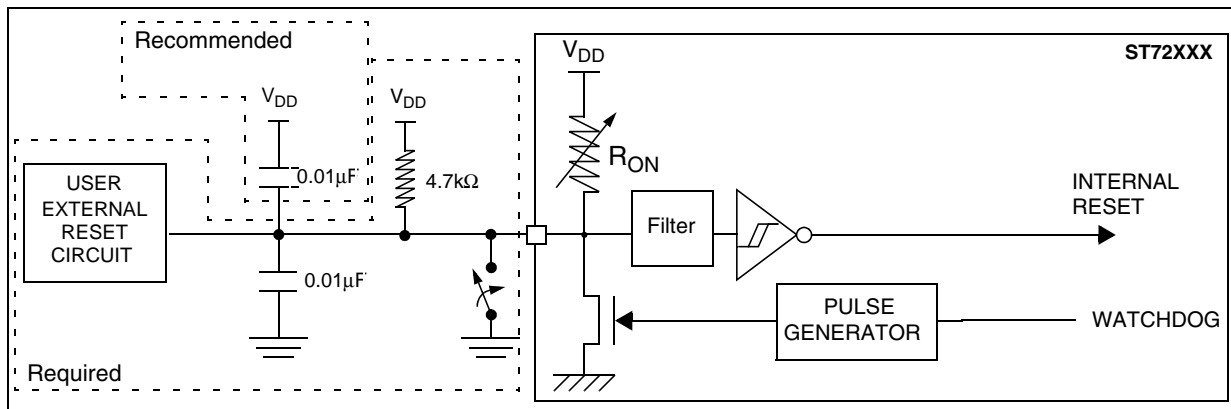 Recommended
VDD
0.01µF
VDD
4.7kΩ
USER
EXTERNAL
RESET
CIRCUIT
0.01µF
Required
ST72XXX
VDD
RON
Filter
INTERNAL
RESET
PULSE
GENERATOR
WATCHDOG